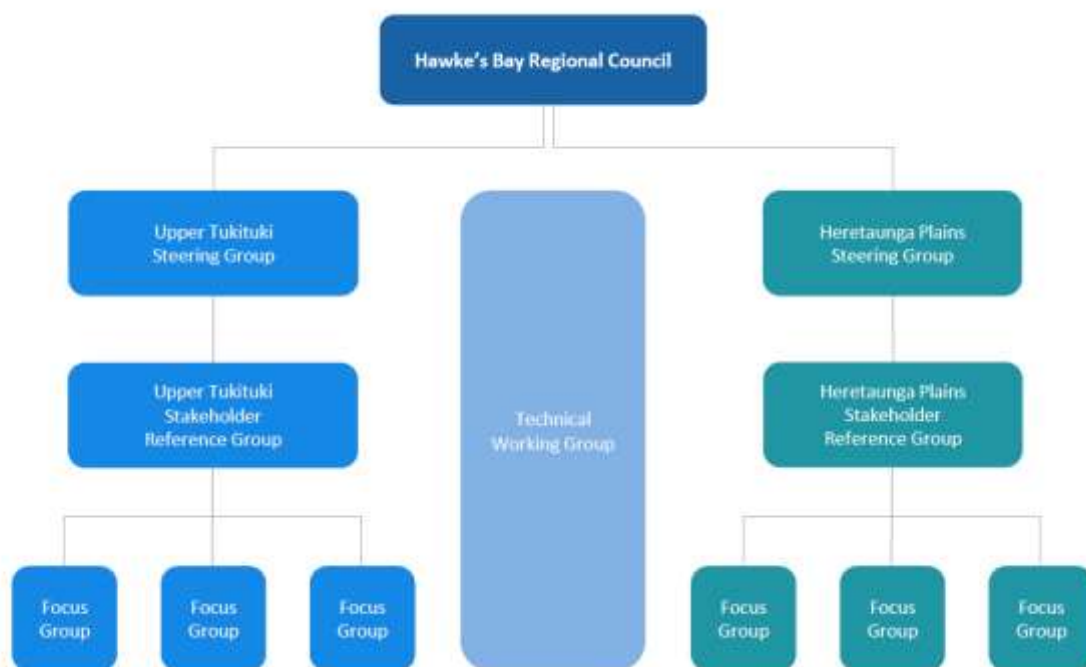 Hawke's Bay Regional Council
Upper Tukituki
Steering Group
Heretaunga Plains
Steering Group
Upper Tukituki
Stakeholder
Reference Group
Technical
Working Group
Heretaunga Plains
Stakeholder
Reference Group
Focus
Group
Focus
Group
Focus
Group
Focus
Group
Focus
Group
Focus
Group